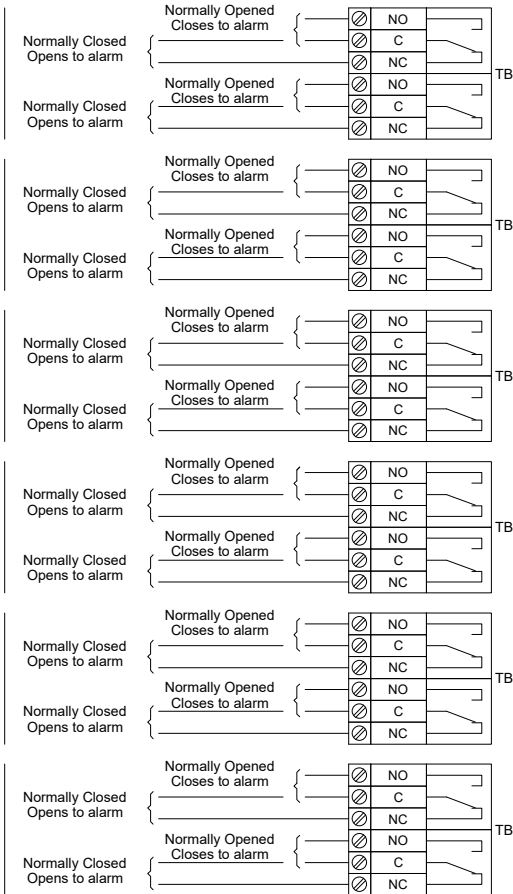 Normally Opened
Closes to alarm
NO
Normally Closed
Opens to alarm
C
NC
TB
Normally Opened
Closes to alarm
NO
Normally Closed
Opens to alarm
C
NC
Normally Opened
Closes to alarm
NO
Normally Closed
Opens to alarm
C
NC
TB
Normally Opened
Closes to alarm
NO
Normally Closed
Opens to alarm
C
NC
Normally Opened
Closes to alarm
NO
Normally Closed
Opens to alarm
C
NC
TB
Normally Opened
Closes to alarm
NO
Normally Closed
Opens to alarm
C
NC
Normally Opened
Closes to alarm
NO
Normally Closed
Opens to alarm
C
NC
TB
Normally Opened
Closes to alarm
NO
Normally Closed
Opens to alarm
C
NC
Normally Opened
Closes to alarm
NO
Normally Closed
Opens to alarm
C
NC
TB
Normally Opened
Closes to alarm
NO
Normally Closed
Opens to alarm
C
NC
Normally Opened
Closes to alarm
NO
Normally Closed
Opens to alarm
C
NC
TB
Normally Opened
Closes to alarm
NO
Normally Closed
Opens to alarm
C
NC